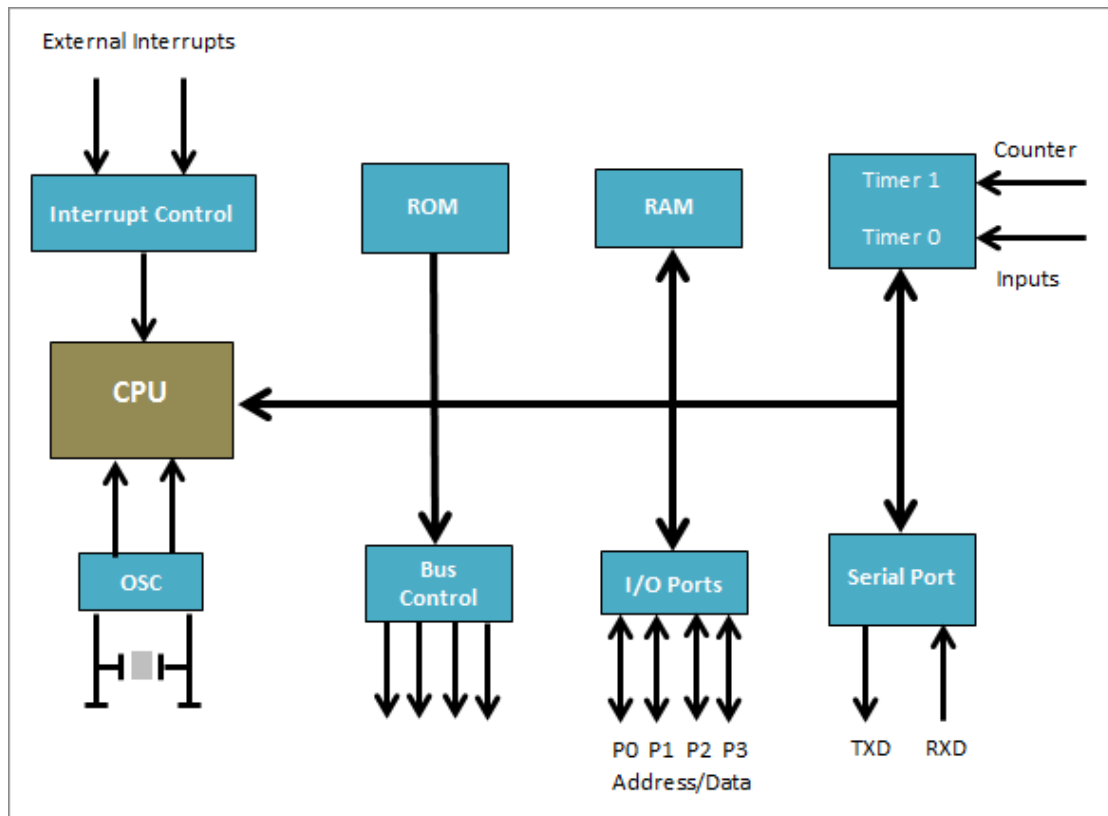 External Interrupts
Interrupt Control
ROM
RAM
Timer 1
Timer 0
Counter
Inputs
CPU
OSC
Bus
Control
I/O Ports
Serial Port
P0 P1 P2 P3
Address/Data
TXD RXD